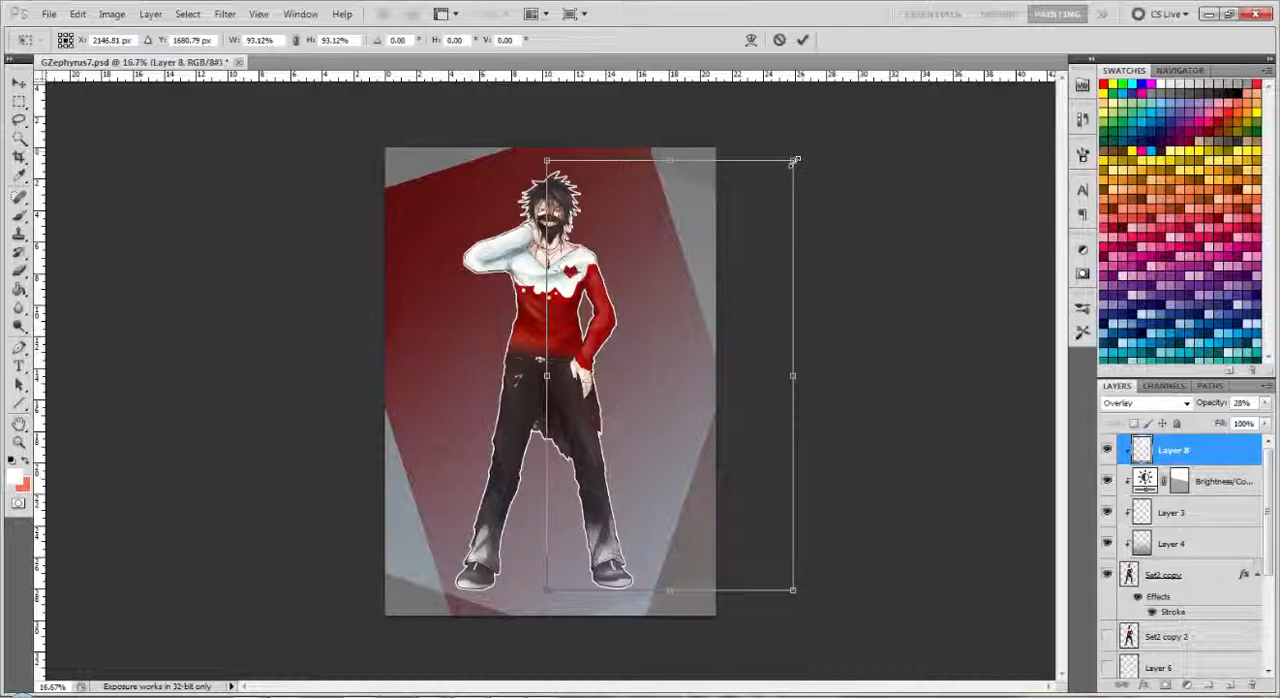 PS File Edit Image Layer Select Filter View Window Help ESSENTIALS DESIGN PAINTING CS Live
X: 2146.81 px Y: 1680.79 px W: 93.12% H: 93.12% 0.00 ° H: 0.00 ° V: 0.00 °
GZephyrus7.psd @ 16.7% (Layer 8, RGB/8#) *
SWATCHES NAVIGATOR
LAYERS CHANNELS PATHS
Overlay Opacity: 28%
Fill: 100%
Layer 8
Brightness/Co...
Layer 3
Layer 4
Set2 copy fx
Effects
Stroke
Set2 copy 2
Layer 6
16.67% Exposure works in 32-bit only